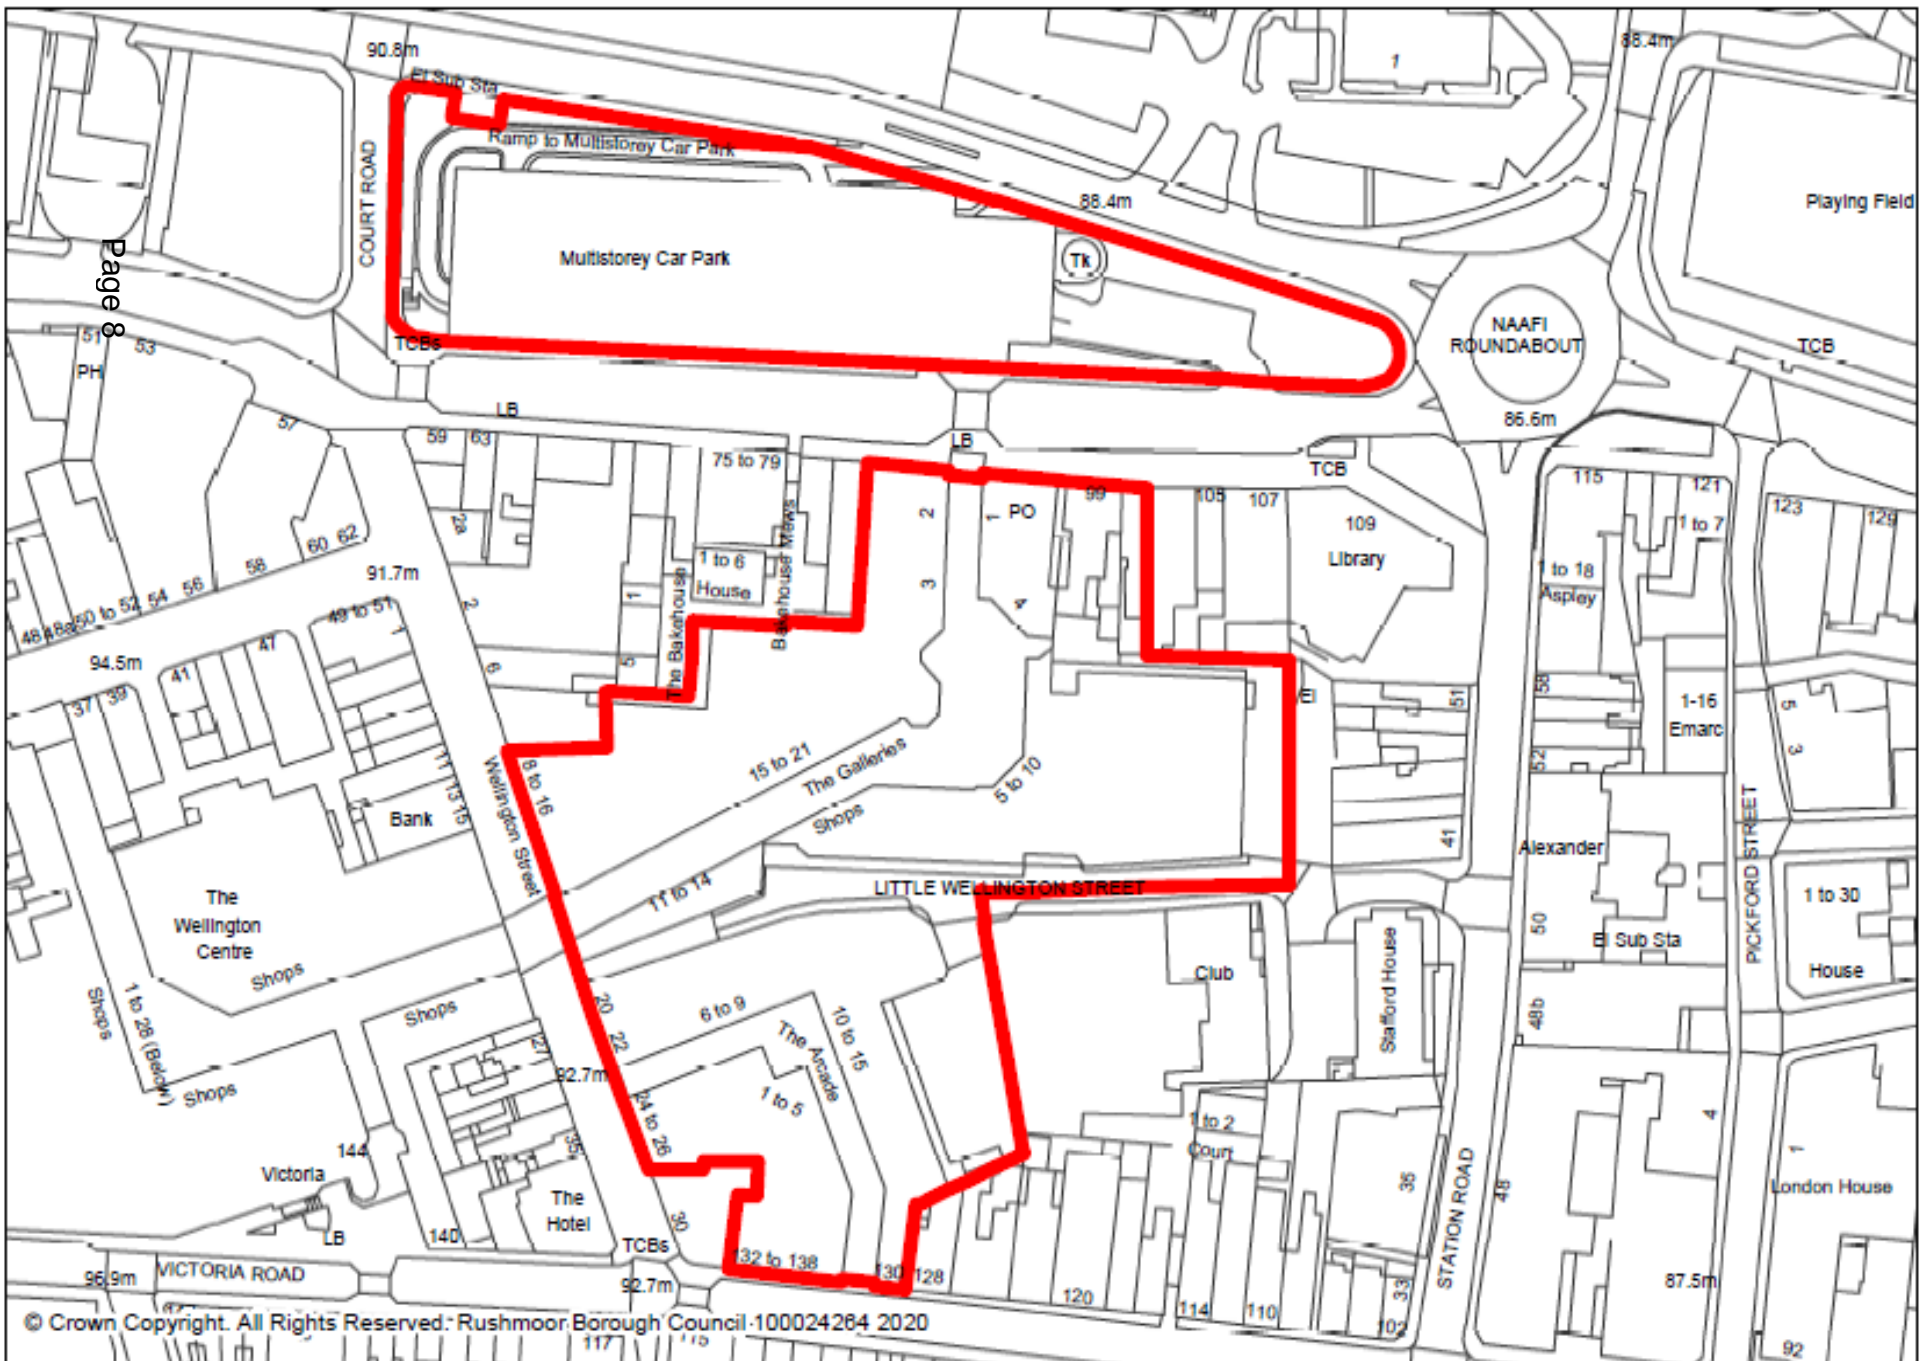 90.8m
El Sub Sta
Ramp to Multistorey Car Park
COURT ROAD
Multistorey Car Park
88.4m
Tk
1
88.4m
Playing Field
NAAFI
ROUNDABOUT
TCB
86.6m
Page 8
51
53
PH
TCBs
LB
57
59
63
75 to 79
LB
TCB
99
105
107
109
Library
115
121
1 to 7
123
129
2a
2
1
PO
3
4
1 to 6
House
Bakehouse Mews
The Bakehouse
1
5
1 to 18
Aspley
60
62
58
56
54
50 to 52
48a
48
91.7m
49 to 51
1
2
6
47
94.5m
41
39
37
El
51
58
52
1-16
Emarc
5
3
11
13
15
Bank
Wellington Street
8 to 16
15 to 21
The Galleries
Shops
5 to 10
41
Alexander
PICKFORD STREET
LITTLE WELLINGTON STREET
11 to 14
The
Wellington
Centre
Shops
Shops
Shops
1 to 28 (Below)
Shops
Club
Stafford House
50
El Sub Sta
1 to 30
House
48b
20
22
6 to 9
10 to 15
The Arcade
1 to 5
27
92.7m
24 to 26
35
144
Victoria
LB
140
The
Hotel
30
TCBs
132 to 138
130
128
1 to 2
Court
36
STATION ROAD
48
4
1
London House
96.9m
VICTORIA ROAD
92.7m
120
114
110
102
33
87.5m
92
© Crown Copyright. All Rights Reserved. Rushmoor Borough Council 100024264 2020
117
115